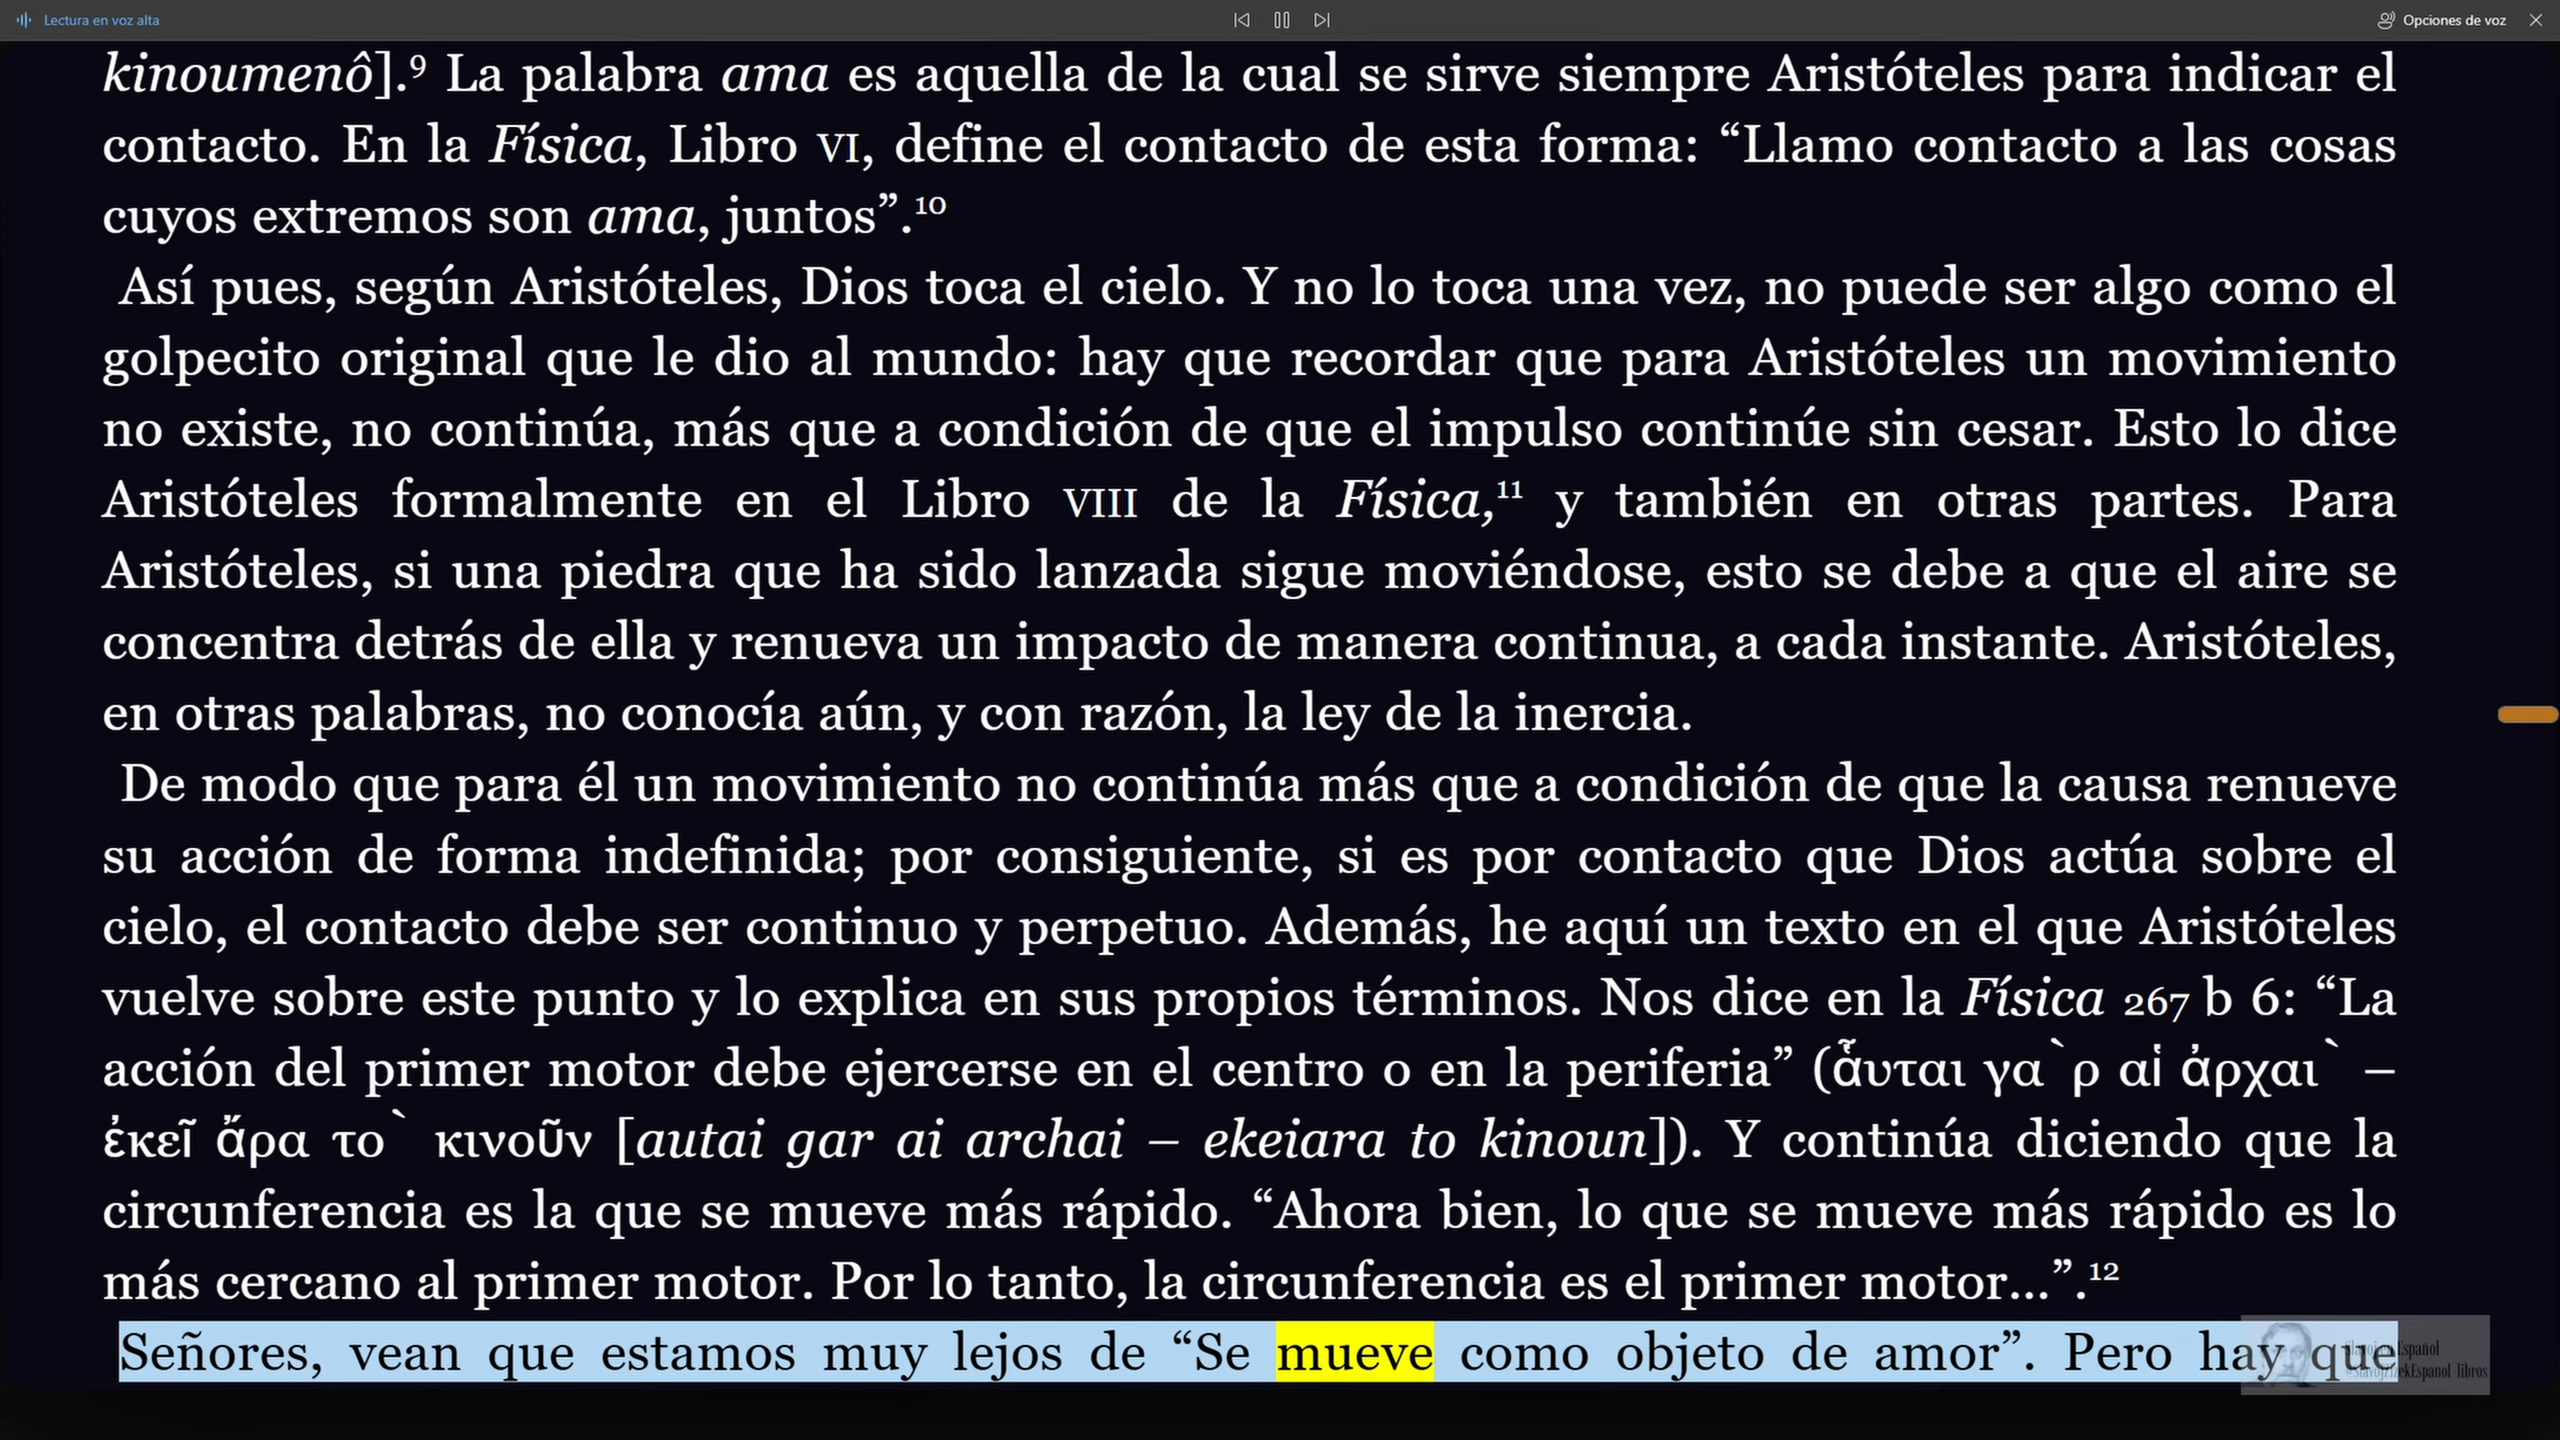 Lectura en voz alta
Opciones de voz
kinoumenô].⁹ La palabra ama es aquella de la cual se sirve siempre Aristóteles para indicar el
contacto. En la Física, Libro VI, define el contacto de esta forma: “Llamo contacto a las cosas
cuyos extremos son ama, juntos”.¹⁰
Así pues, según Aristóteles, Dios toca el cielo. Y no lo toca una vez, no puede ser algo como el
golpecito original que le dio al mundo: hay que recordar que para Aristóteles un movimiento
no existe, no continúa, más que a condición de que el impulso continúe sin cesar. Esto lo dice
Aristóteles formalmente en el Libro VIII de la Física,¹¹ y también en otras partes. Para
Aristóteles, si una piedra que ha sido lanzada sigue moviéndose, esto se debe a que el aire se
concentra detrás de ella y renueva un impacto de manera continua, a cada instante. Aristóteles,
en otras palabras, no conocía aún, y con razón, la ley de la inercia.
De modo que para él un movimiento no continúa más que a condición de que la causa renueve
su acción de forma indefinida; por consiguiente, si es por contacto que Dios actúa sobre el
cielo, el contacto debe ser continuo y perpetuo. Además, he aquí un texto en el que Aristóteles
vuelve sobre este punto y lo explica en sus propios términos. Nos dice en la Física 267 b 6: “La
acción del primer motor debe ejercerse en el centro o en la periferia” (ἆυται γα`ρ αἱ ἀρχαι` –
ἐκεῖ ἄρα το` κινοῦν [autai gar ai archai – ekeiara to kinoun]). Y continúa diciendo que la
circunferencia es la que se mueve más rápido. “Ahora bien, lo que se mueve más rápido es lo
más cercano al primer motor. Por lo tanto, la circunferencia es el primer motor...”.¹²
Señores, vean que estamos muy lejos de “Se mueve como objeto de amor”. Pero hay que
Español